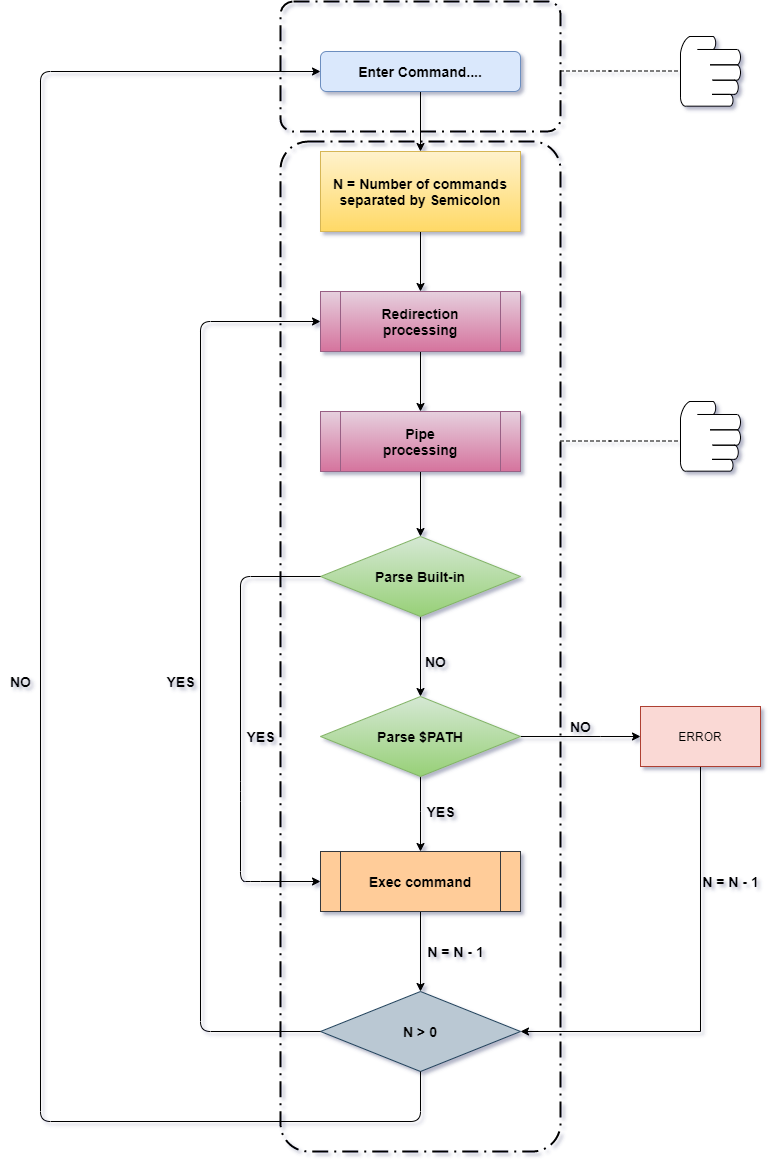 Enter Command....
N = Number of commands
separated by Semicolon
Redirection
processing
Pipe
processing
Parse Built-in
NO
NO
YES
Parse $PATH
YES
NO
ERROR
YES
Exec command
N = N - 1
N = N - 1
N > 0